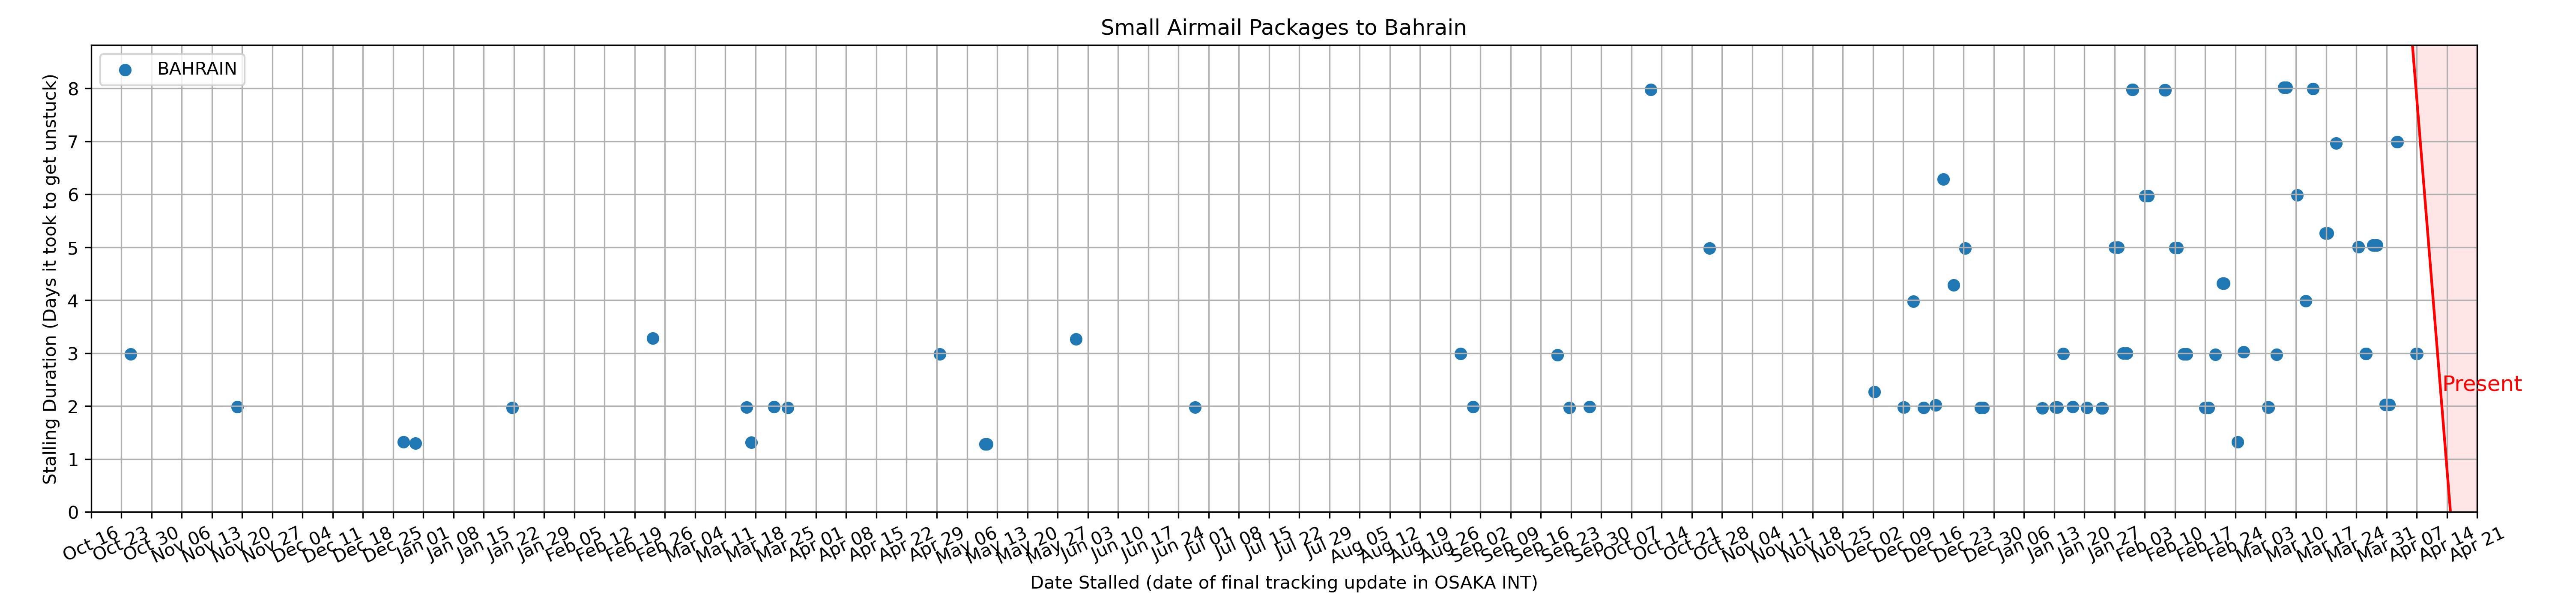 Small Airmail Packages to Bahrain
BAHRAIN
Stalling Duration (Days it took to get unstuck)
8
7
6
5
4
3
2
1
0
Present
Oct 16
Oct 23
Oct 30
Nov 06
Nov 13
Nov 20
Nov 27
Dec 04
Dec 11
Dec 18
Dec 25
Jan 01
Jan 08
Jan 15
Jan 22
Jan 29
Feb 05
Feb 12
Feb 19
Feb 26
Mar 04
Mar 11
Mar 18
Mar 25
Apr 01
Apr 08
Apr 15
Apr 22
Apr 29
May 06
May 13
May 20
May 27
Jun 03
Jun 10
Jun 17
Jun 24
Jul 01
Jul 08
Jul 15
Jul 22
Jul 29
Aug 05
Aug 12
Aug 19
Aug 26
Sep 02
Sep 09
Sep 16
Sep 23
Sep 30
Oct 07
Oct 14
Oct 21
Oct 28
Nov 04
Nov 11
Nov 18
Nov 25
Dec 02
Dec 09
Dec 16
Dec 23
Dec 30
Jan 06
Jan 13
Jan 20
Jan 27
Feb 03
Feb 10
Feb 17
Feb 24
Mar 03
Mar 10
Mar 17
Mar 24
Mar 31
Apr 07
Apr 14
Apr 21
Date Stalled (date of final tracking update in OSAKA INT)